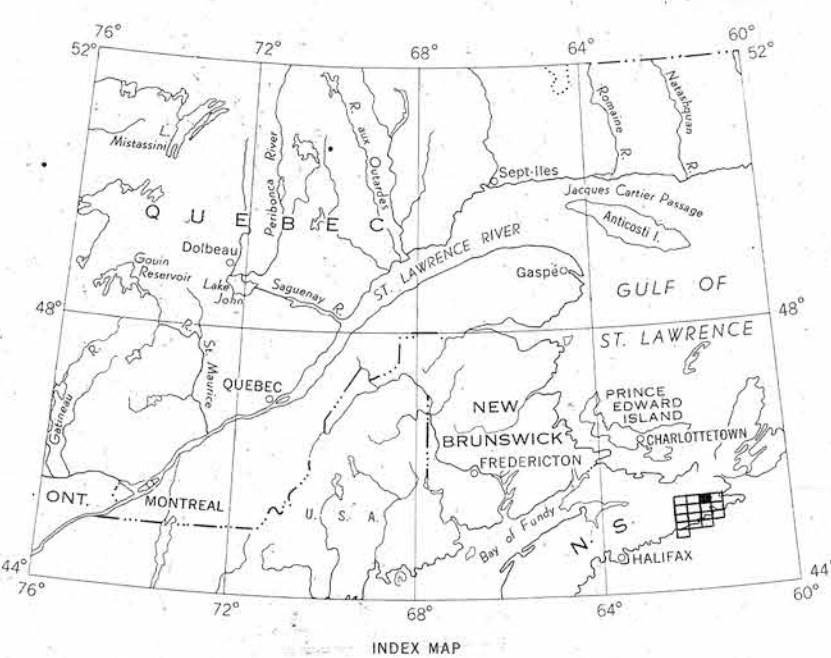 76° 72° 68° 64° 60°
52° 52°
L. Mistassini
Peribonca River
R. aux Outardes
Romaine R.
Natashquan R.
Sept-Iles
Jacques Cartier Passage
Anticosti I.
QUEBEC
Dolbeau
Gouin Reservoir
Lake John
Saguenay R.
ST. LAWRENCE RIVER
Gaspé
GULF OF
ST. LAWRENCE
48° 48°
Gatineau R.
R.
St. Maurice
QUEBEC
NEW
BRUNSWICK
FREDERICTON
PRINCE
EDWARD
ISLAND
CHARLOTTETOWN
ONT.
MONTREAL
U. S. A.
Bay of Fundy
N. S.
HALIFAX
44° 44°
76° 72° 68° 64° 60°
INDEX MAP